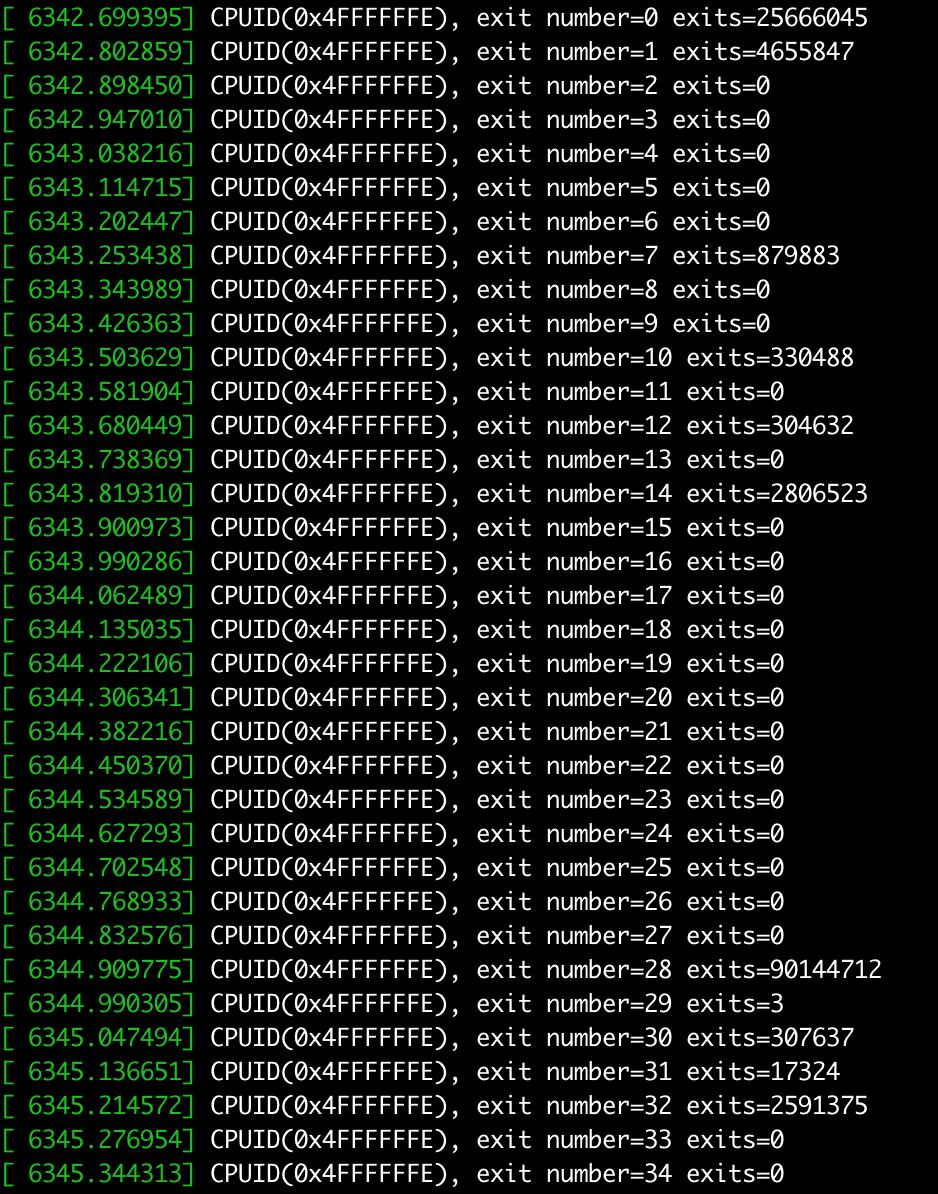 [ 6342.699395] CPUID(0x4FFFFFFE), exit number=0 exits=25666045
[ 6342.802859] CPUID(0x4FFFFFFE), exit number=1 exits=4655847
[ 6342.898450] CPUID(0x4FFFFFFE), exit number=2 exits=0
[ 6342.947010] CPUID(0x4FFFFFFE), exit number=3 exits=0
[ 6343.038216] CPUID(0x4FFFFFFE), exit number=4 exits=0
[ 6343.114715] CPUID(0x4FFFFFFE), exit number=5 exits=0
[ 6343.202447] CPUID(0x4FFFFFFE), exit number=6 exits=0
[ 6343.253438] CPUID(0x4FFFFFFE), exit number=7 exits=879883
[ 6343.343989] CPUID(0x4FFFFFFE), exit number=8 exits=0
[ 6343.426363] CPUID(0x4FFFFFFE), exit number=9 exits=0
[ 6343.503629] CPUID(0x4FFFFFFE), exit number=10 exits=330488
[ 6343.581904] CPUID(0x4FFFFFFE), exit number=11 exits=0
[ 6343.680449] CPUID(0x4FFFFFFE), exit number=12 exits=304632
[ 6343.738369] CPUID(0x4FFFFFFE), exit number=13 exits=0
[ 6343.819310] CPUID(0x4FFFFFFE), exit number=14 exits=2806523
[ 6343.900973] CPUID(0x4FFFFFFE), exit number=15 exits=0
[ 6343.990286] CPUID(0x4FFFFFFE), exit number=16 exits=0
[ 6344.062489] CPUID(0x4FFFFFFE), exit number=17 exits=0
[ 6344.135035] CPUID(0x4FFFFFFE), exit number=18 exits=0
[ 6344.222106] CPUID(0x4FFFFFFE), exit number=19 exits=0
[ 6344.306341] CPUID(0x4FFFFFFE), exit number=20 exits=0
[ 6344.382216] CPUID(0x4FFFFFFE), exit number=21 exits=0
[ 6344.450370] CPUID(0x4FFFFFFE), exit number=22 exits=0
[ 6344.534589] CPUID(0x4FFFFFFE), exit number=23 exits=0
[ 6344.627293] CPUID(0x4FFFFFFE), exit number=24 exits=0
[ 6344.702548] CPUID(0x4FFFFFFE), exit number=25 exits=0
[ 6344.768933] CPUID(0x4FFFFFFE), exit number=26 exits=0
[ 6344.832576] CPUID(0x4FFFFFFE), exit number=27 exits=0
[ 6344.909775] CPUID(0x4FFFFFFE), exit number=28 exits=90144712
[ 6344.990305] CPUID(0x4FFFFFFE), exit number=29 exits=3
[ 6345.047494] CPUID(0x4FFFFFFE), exit number=30 exits=307637
[ 6345.136651] CPUID(0x4FFFFFFE), exit number=31 exits=17324
[ 6345.214572] CPUID(0x4FFFFFFE), exit number=32 exits=2591375
[ 6345.276954] CPUID(0x4FFFFFFE), exit number=33 exits=0
[ 6345.344313] CPUID(0x4FFFFFFE), exit number=34 exits=0